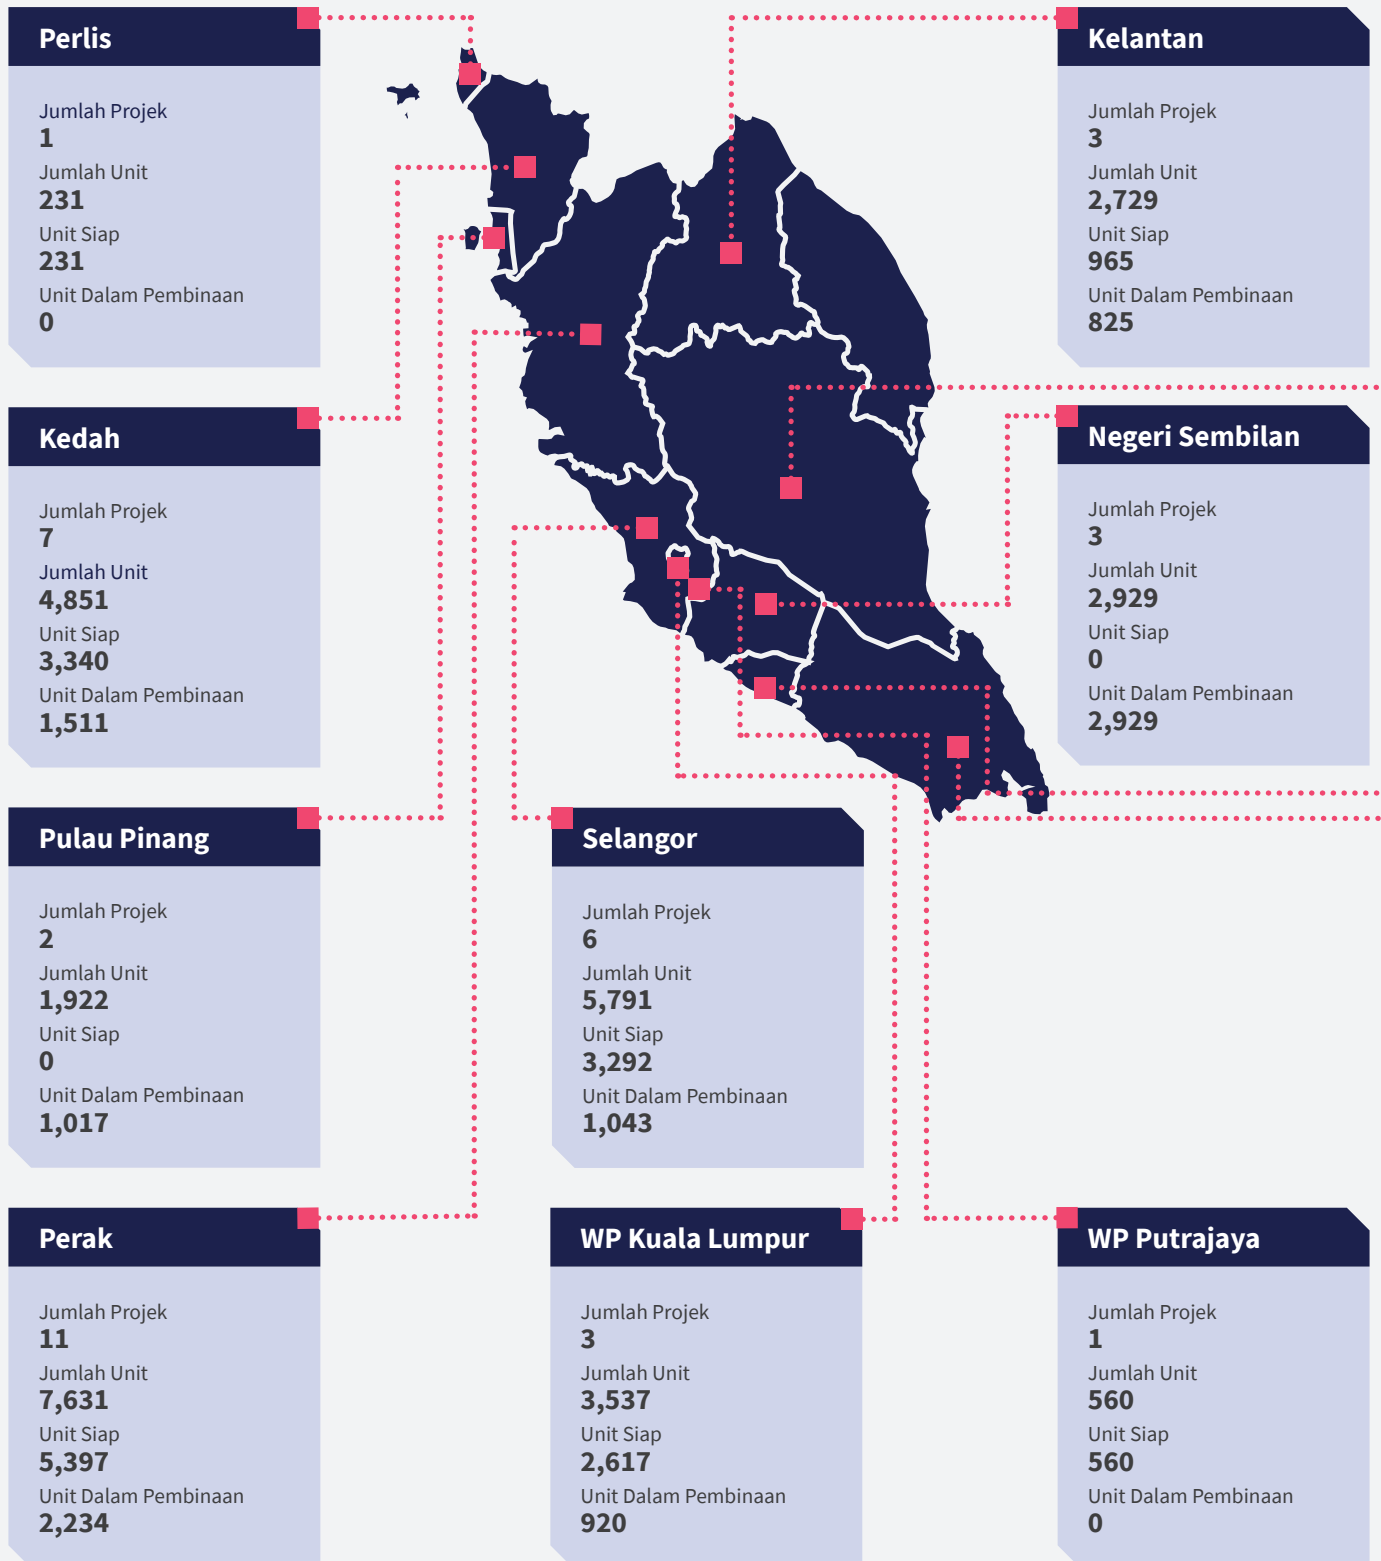 Perlis
Jumlah Projek
1
Jumlah Unit
231
Unit Siap
231
Unit Dalam Pembinaan
0
Kedah
Jumlah Projek
7
Jumlah Unit
4,851
Unit Siap
3,340
Unit Dalam Pembinaan
1,511
Pulau Pinang
Jumlah Projek
2
Jumlah Unit
1,922
Unit Siap
0
Unit Dalam Pembinaan
1,017
Perak
Jumlah Projek
11
Jumlah Unit
7,631
Unit Siap
5,397
Unit Dalam Pembinaan
2,234
Selangor
Jumlah Projek
6
Jumlah Unit
5,791
Unit Siap
3,292
Unit Dalam Pembinaan
1,043
WP Kuala Lumpur
Jumlah Projek
3
Jumlah Unit
3,537
Unit Siap
2,617
Unit Dalam Pembinaan
920
Kelantan
Jumlah Projek
3
Jumlah Unit
2,729
Unit Siap
965
Unit Dalam Pembinaan
825
Negeri Sembilan
Jumlah Projek
3
Jumlah Unit
2,929
Unit Siap
0
Unit Dalam Pembinaan
2,929
WP Putrajaya
Jumlah Projek
1
Jumlah Unit
560
Unit Siap
560
Unit Dalam Pembinaan
0